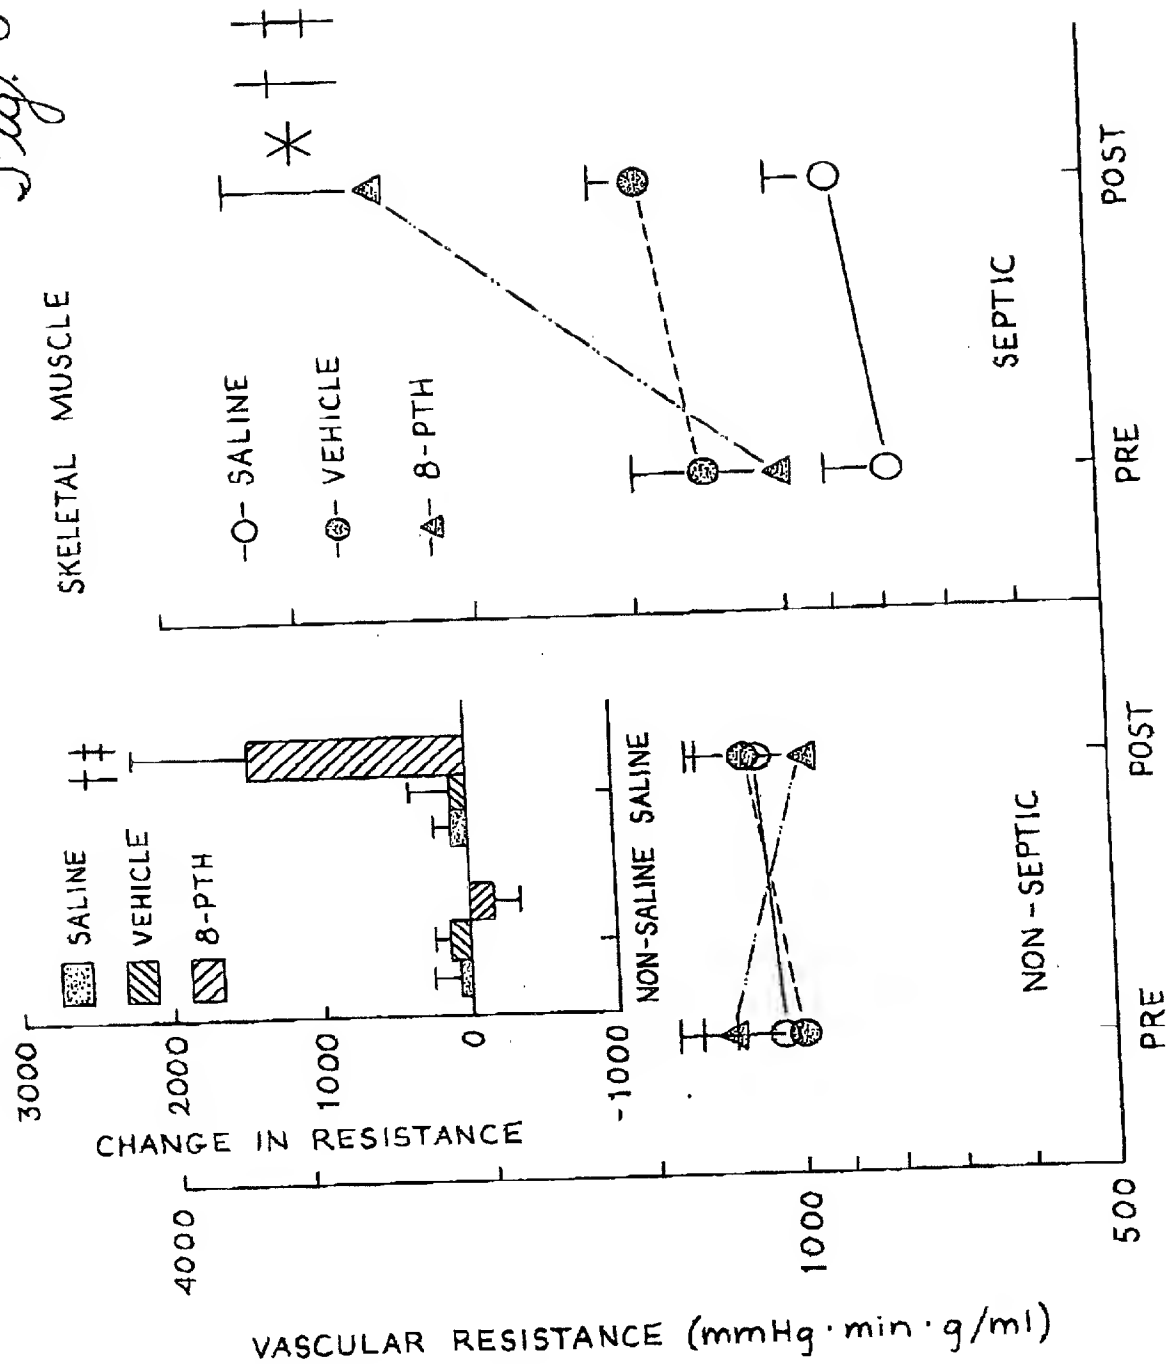 SKELETAL MUSCLE
SALINE
VEHICLE
8-PTH
SALINE
VEHICLE
8-PTH
* † ‡
† ‡
3000
2000
1000
0
-1000
CHANGE IN RESISTANCE
NON-SALINE SALINE
4000
1000
500
VASCULAR RESISTANCE (mmHg · min · g/ml)
NON-SEPTIC
SEPTIC
PRE
POST
PRE
POST